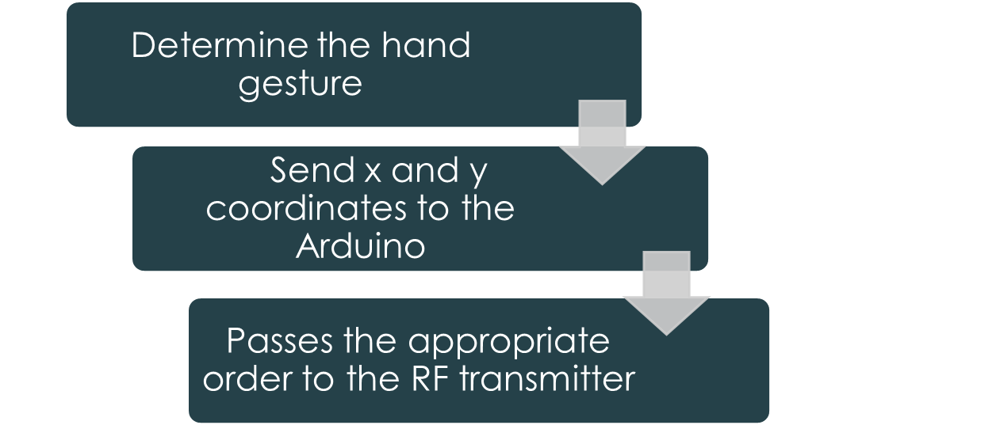 Determine the hand
gesture
Send x and y
coordinates to the
Arduino
Passes the appropriate
order to the RF transmitter